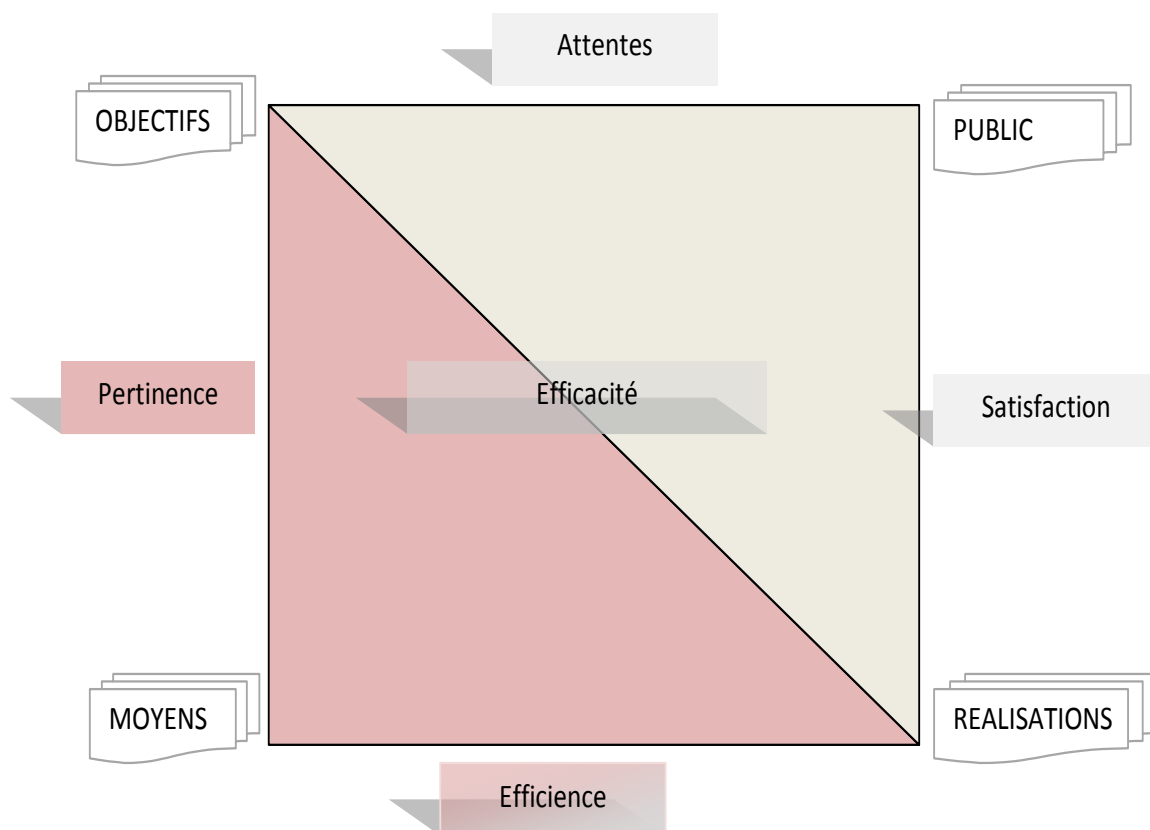 Attentes
OBJECTIFS
PUBLIC
Pertinence
Efficacité
Satisfaction
MOYENS
REALISATIONS
Efficience